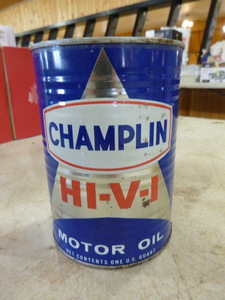 CHAMPLIN
HI-V-I
MOTOR OIL
NET CONTENTS ONE U.S. QUART